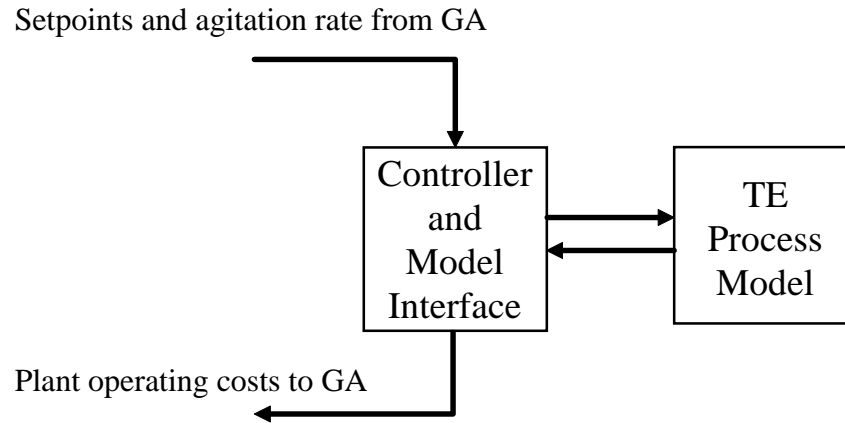 Setpoints and agitation rate from GA
Controller
and
Model
Interface
TE
Process
Model
Plant operating costs to GA